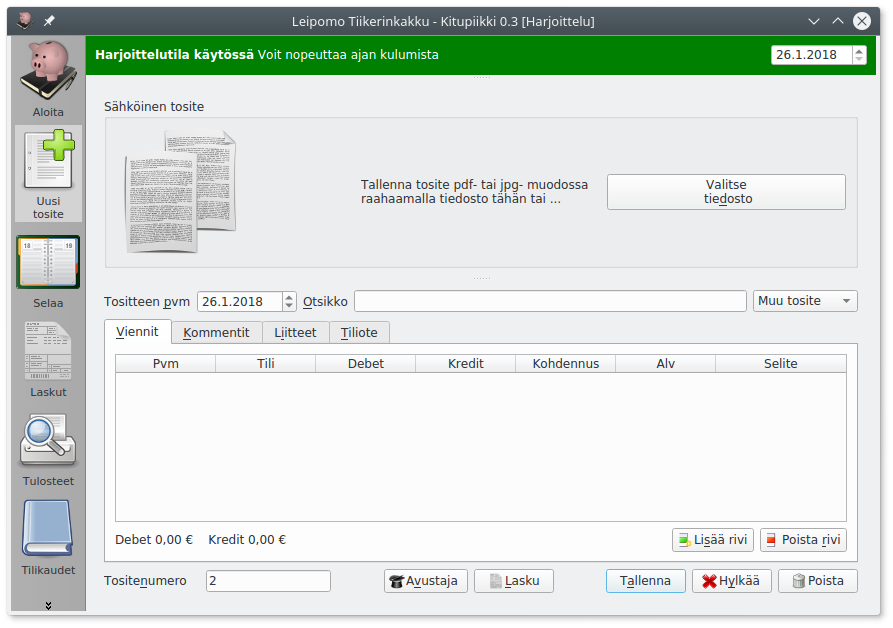 Leipomo Tiikerinkakku - Kitupiikki 0.3 [Harjoittelu]
Harjoittelutila käytössä Voit nopeuttaa ajan kulumista
26.1.2018
Aloita
Uusi
tosite
18 19
Selaa
Laskut
Tulosteet
Tilikaudet
Sähköinen tosite
Tallenna tosite pdf- tai jpg- muodossa
raahaamalla tiedosto tähän tai ...
Valitse
tiedosto
Tositteen pvm 26.1.2018 Otsikko Muu tosite
Viennit Kommentit Liitteet Tiliote
Pvm Tili Debet Kredit Kohdennus Alv Selite
Debet 0,00 € Kredit 0,00 € Lisää rivi Poista rivi
Tositenumero 2 Avustaja Lasku Tallenna Hylkää Poista